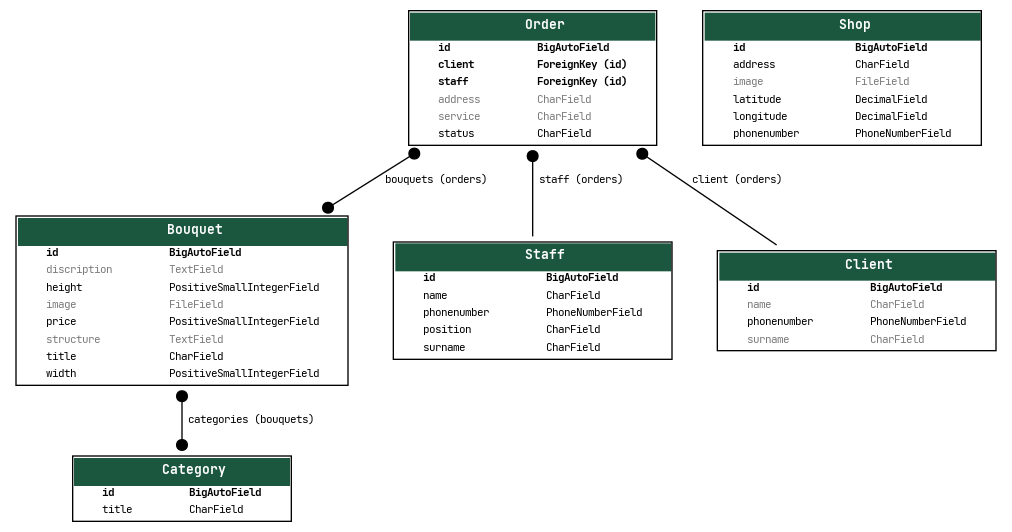 Order
id BigAutoField
client ForeignKey (id)
staff ForeignKey (id)
address CharField
service CharField
status CharField
Shop
id BigAutoField
address CharField
image FileField
latitude DecimalField
longitude DecimalField
phonenumber PhoneNumberField
bouquets (orders)
staff (orders)
client (orders)
Bouquet
id BigAutoField
discription TextField
height PositiveSmallIntegerField
image FileField
price PositiveSmallIntegerField
structure TextField
title CharField
width PositiveSmallIntegerField
Staff
id BigAutoField
name CharField
phonenumber PhoneNumberField
position CharField
surname CharField
Client
id BigAutoField
name CharField
phonenumber PhoneNumberField
surname CharField
categories (bouquets)
Category
id BigAutoField
title CharField